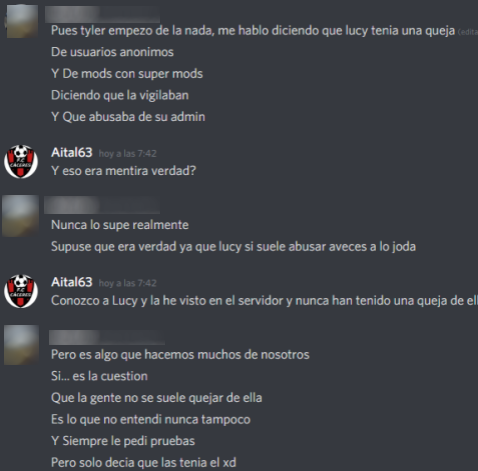 Pues tyler empezo de la nada, me hablo diciendo que lucy tenia una queja
De usuarios anonimos
Y De mods con super mods
Diciendo que la vigilaban
Y Que abusaba de su admin
Aital63 hoy a las 7:42
Y eso era mentira verdad?
Nunca lo supe realmente
Supuse que era verdad ya que lucy si suele abusar aveces a lo joda
Aital63 hoy a las 7:42
Conozco a Lucy y la he visto en el servidor y nunca han tenido una queja de
Pero es algo que hacemos muchos de nosotros
Si... es la cuestion
Que la gente no se suele quejar de ella
Es lo que no entendi nunca tampoco
Y Siempre le pedi pruebas
Pero solo decia que las tenia el xd